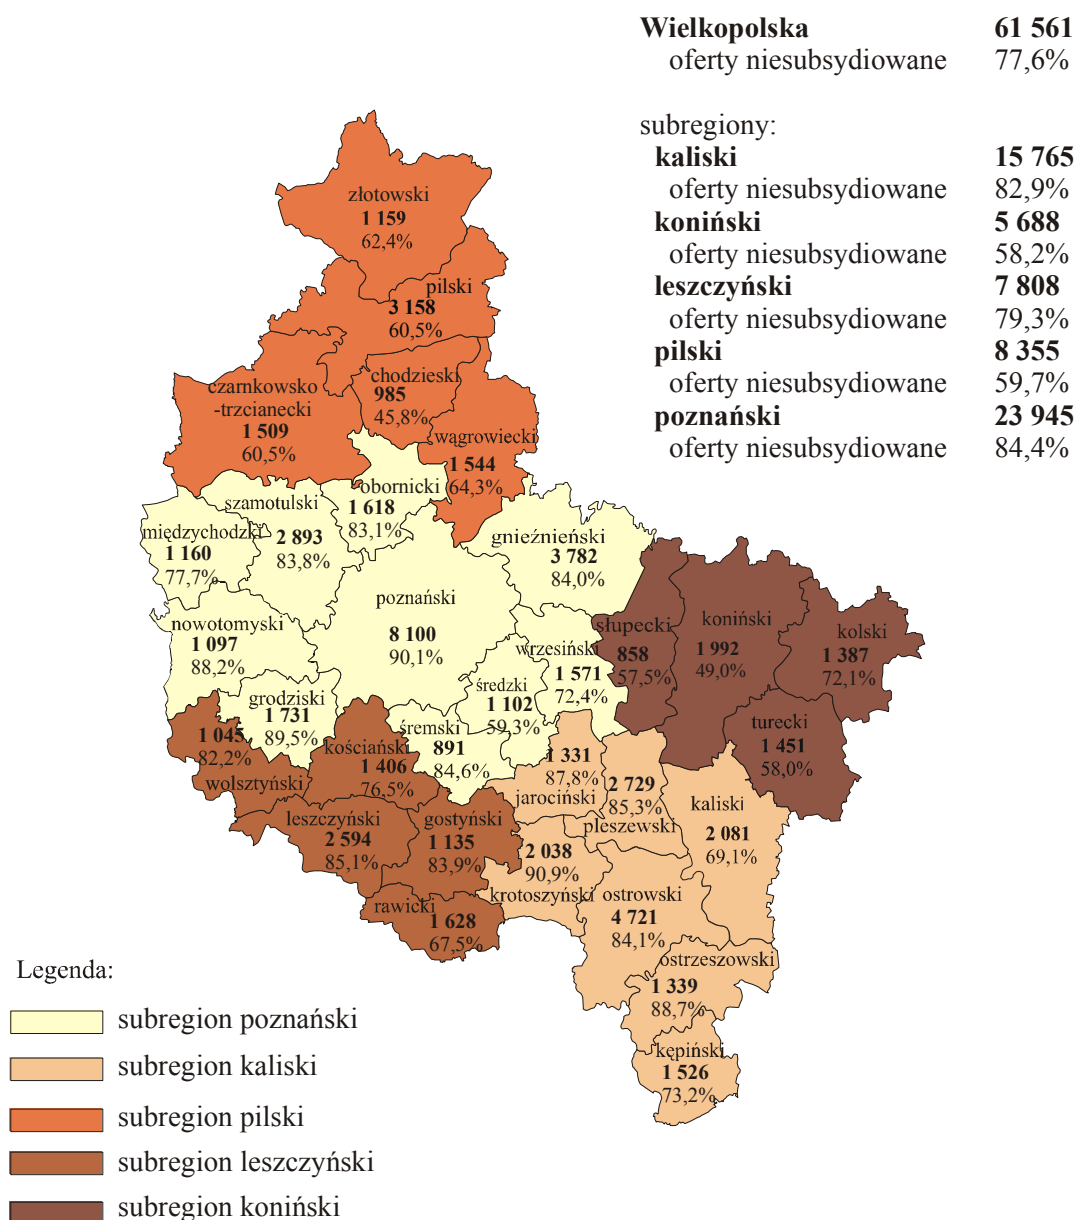 Wielkopolska 61 561
oferty niesubsydiowane 77,6%
subregiony:
kaliski 15 765
oferty niesubsydiowane 82,9%
koniński 5 688
oferty niesubsydiowane 58,2%
leszczyński 7 808
oferty niesubsydiowane 79,3%
pilski 8 355
oferty niesubsydiowane 59,7%
poznański 23 945
oferty niesubsydiowane 84,4%
złotowski
1 159
62,4%
pilski
3 158
60,5%
chodzieski
985
45,8%
czarnkowsko
-trzcianecki
1 509
60,5%
wągrowiecki
1 544
64,3%
obornicki
1 618
83,1%
szamotulski
2 893
83,8%
międzychodzki
1 160
77,7%
gnieźnieński
3 782
84,0%
poznański
8 100
90,1%
nowotomyski
1 097
88,2%
wrzesiński
1 571
72,4%
słupecki
858
57,5%
koniński
1 992
49,0%
kolski
1 387
72,1%
turecki
1 451
58,0%
grodziski
1 731
89,5%
średzki
1 102
59,3%
śremski
891
84,6%
1 045
82,2%
wolsztyński
kościański
1 406
76,5%
leszczyński
2 594
85,1%
gostyński
1 135
83,9%
rawicki
1 628
67,5%
1 331
87,8%
jarociński
2 729
85,3%
pleszewski
kaliski
2 081
69,1%
2 038
90,9%
krotoszyński
ostrowski
4 721
84,1%
ostrzeszowski
1 339
88,7%
kępiński
1 526
73,2%
Legenda:
subregion poznański
subregion kaliski
subregion pilski
subregion leszczyński
subregion koniński